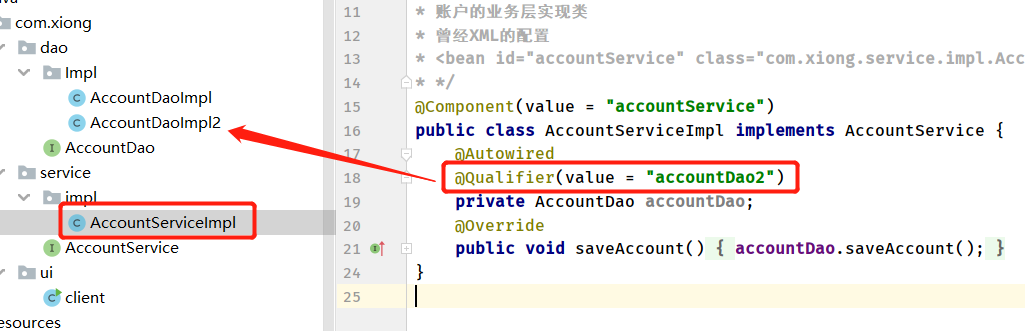 com.xiong
dao
Impl
AccountDaoImpl
AccountDaoImpl2
AccountDao
service
impl
AccountServiceImpl
AccountService
ui
client
esources
11 * 账户的业务层实现类
12 * 曾经XML的配置
13 * <bean id="accountService" class="com.xiong.service.impl.Acc
14 * */
15 @Component(value = "accountService")
16 public class AccountServiceImpl implements AccountService {
17 @Autowired
18 @Qualifier(value = "accountDao2")
19 private AccountDao accountDao;
20 @Override
21 public void saveAccount() { accountDao.saveAccount(); }
24 }
25